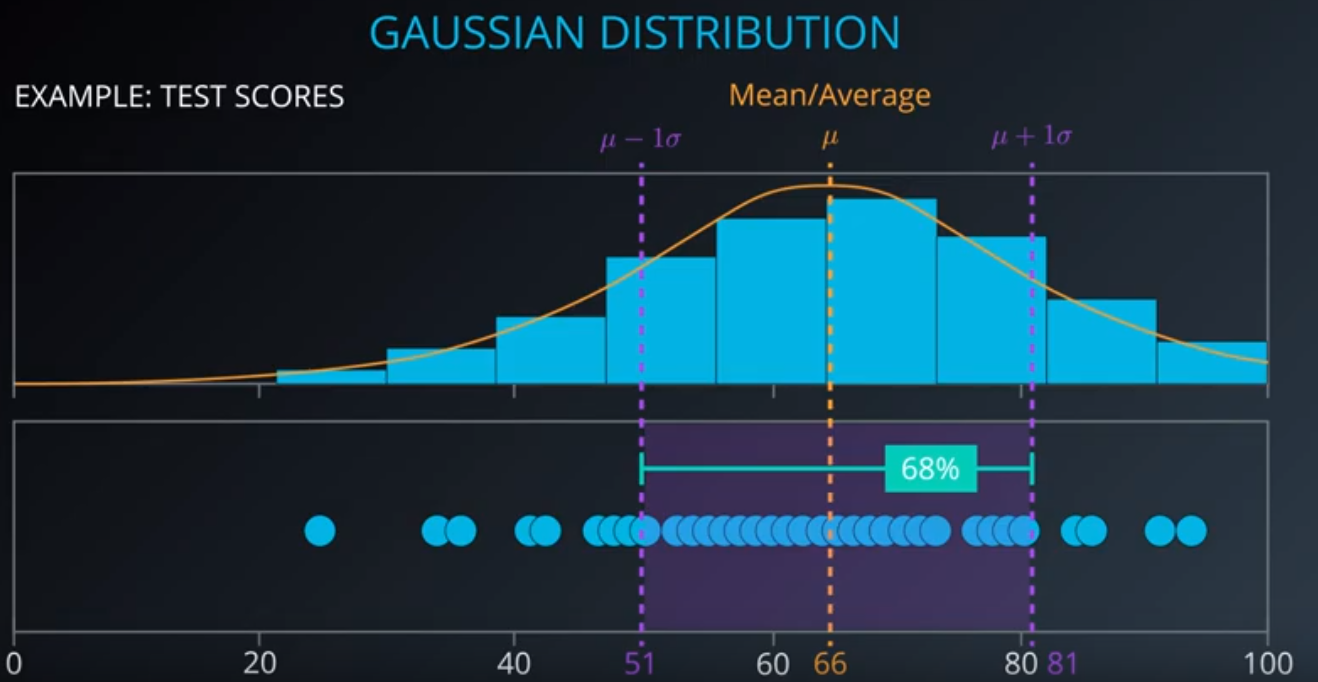 GAUSSIAN DISTRIBUTION
EXAMPLE: TEST SCORES
Mean/Average
μ − 1σ
μ
μ + 1σ
68%
0 20 40 51 60 66 80 81 100